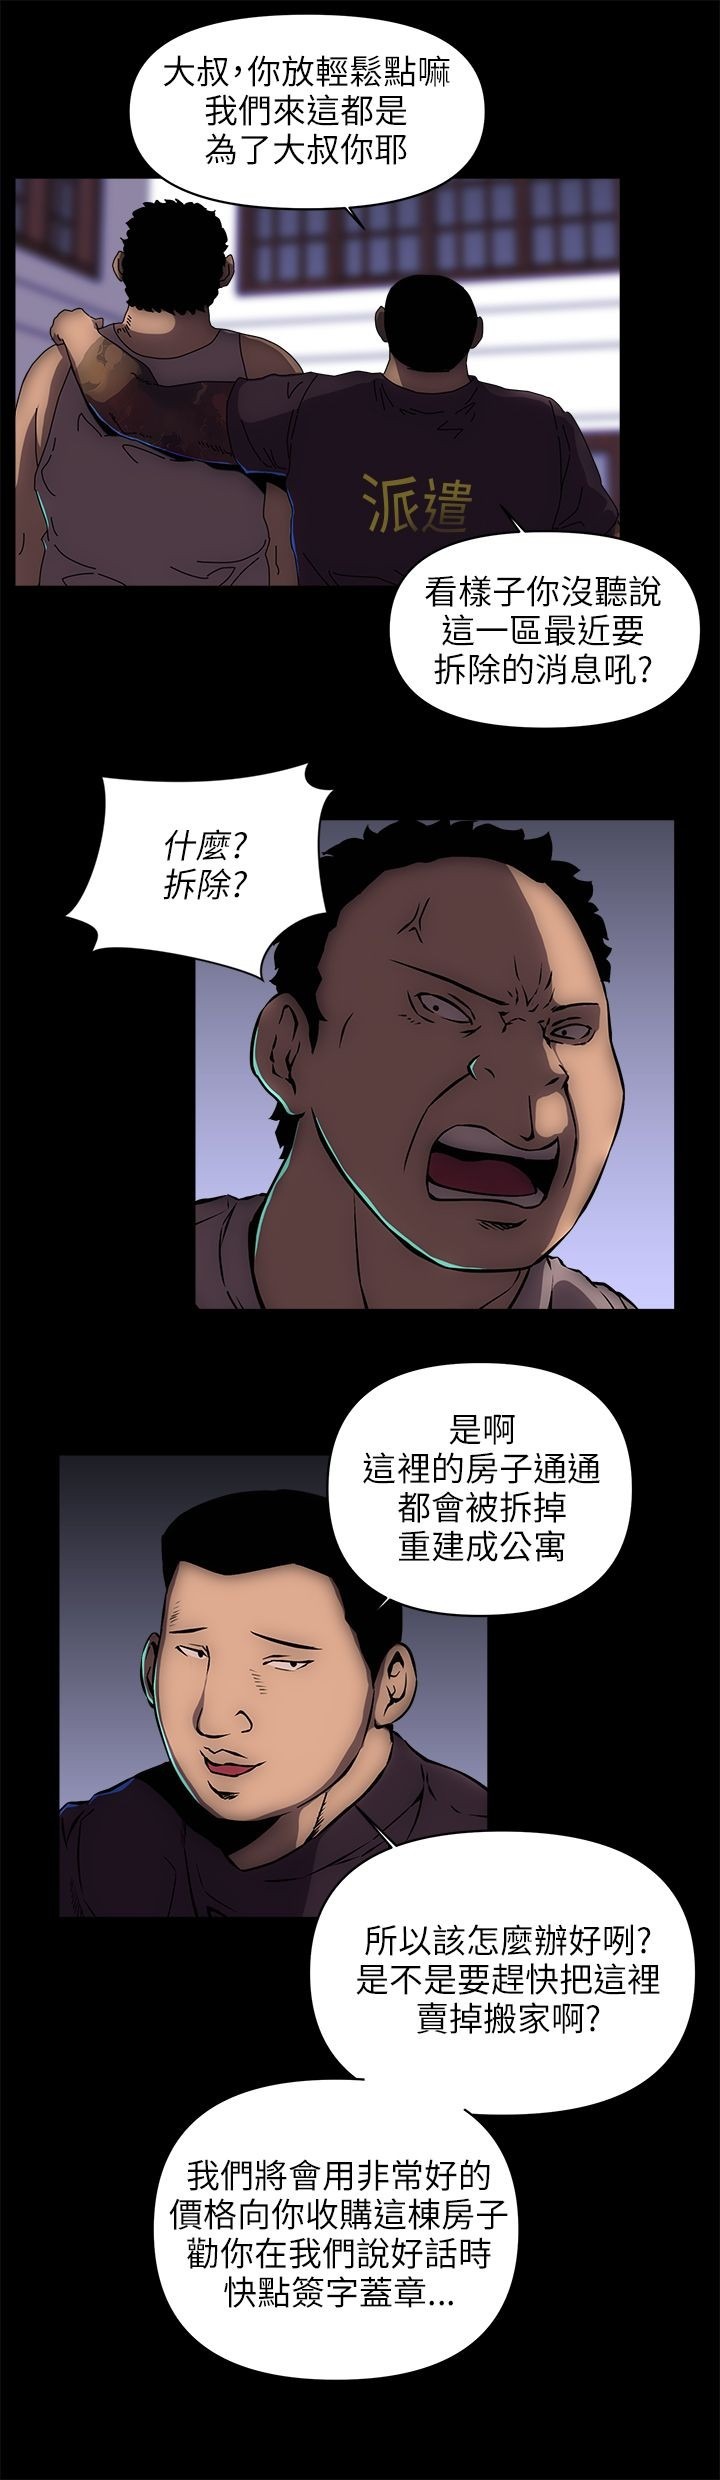 大叔，你放輕鬆點嘛
我們來這都是
為了大叔你耶
派遣
看樣子你沒聽說
這一區最近要
拆除的消息吼?
什麼?
拆除?
是啊
這裡的房子通通
都會被拆掉
重建成公寓
所以該怎麼辦好咧?
是不是要趕快把這裡
賣掉搬家啊?
我們將會用非常好的
價格向你收購這棟房子
勸你在我們說好話時
快點簽字蓋章...